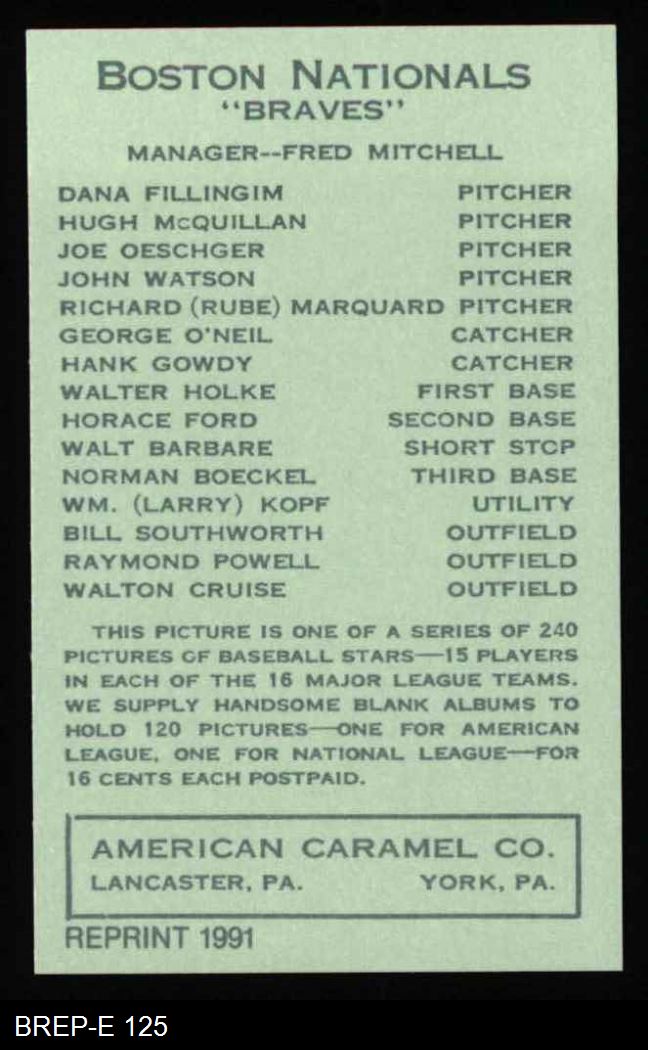 BOSTON NATIONALS
"BRAVES"
MANAGER--FRED MITCHELL
DANA FILLINGIM PITCHER
HUGH McQUILLAN PITCHER
JOE OESCHGER PITCHER
JOHN WATSON PITCHER
RICHARD (RUBE) MARQUARD PITCHER
GEORGE O'NEIL CATCHER
HANK GOWDY CATCHER
WALTER HOLKE FIRST BASE
HORACE FORD SECOND BASE
WALT BARBARE SHORT STCP
NORMAN BOECKEL THIRD BASE
WM. (LARRY) KOPF UTILITY
BILL SOUTHWORTH OUTFIELD
RAYMOND POWELL OUTFIELD
WALTON CRUISE OUTFIELD
THIS PICTURE IS ONE OF A SERIES OF 240
PICTURES OF BASEBALL STARS—15 PLAYERS
IN EACH OF THE 16 MAJOR LEAGUE TEAMS.
WE SUPPLY HANDSOME BLANK ALBUMS TO
HOLD 120 PICTURES—ONE FOR AMERICAN
LEAGUE, ONE FOR NATIONAL LEAGUE—FOR
16 CENTS EACH POSTPAID.
AMERICAN CARAMEL CO.
LANCASTER, PA. YORK, PA.
REPRINT 1991
BREP-E 125